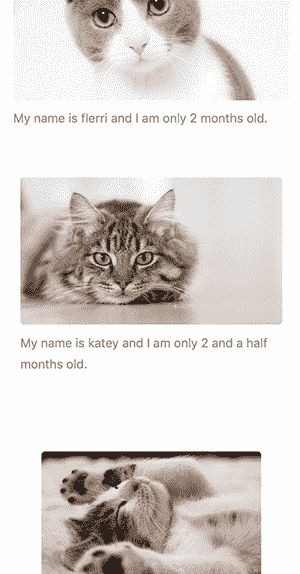 My name is flerri and I am only 2 months old.
My name is katey and I am only 2 and a half
months old.